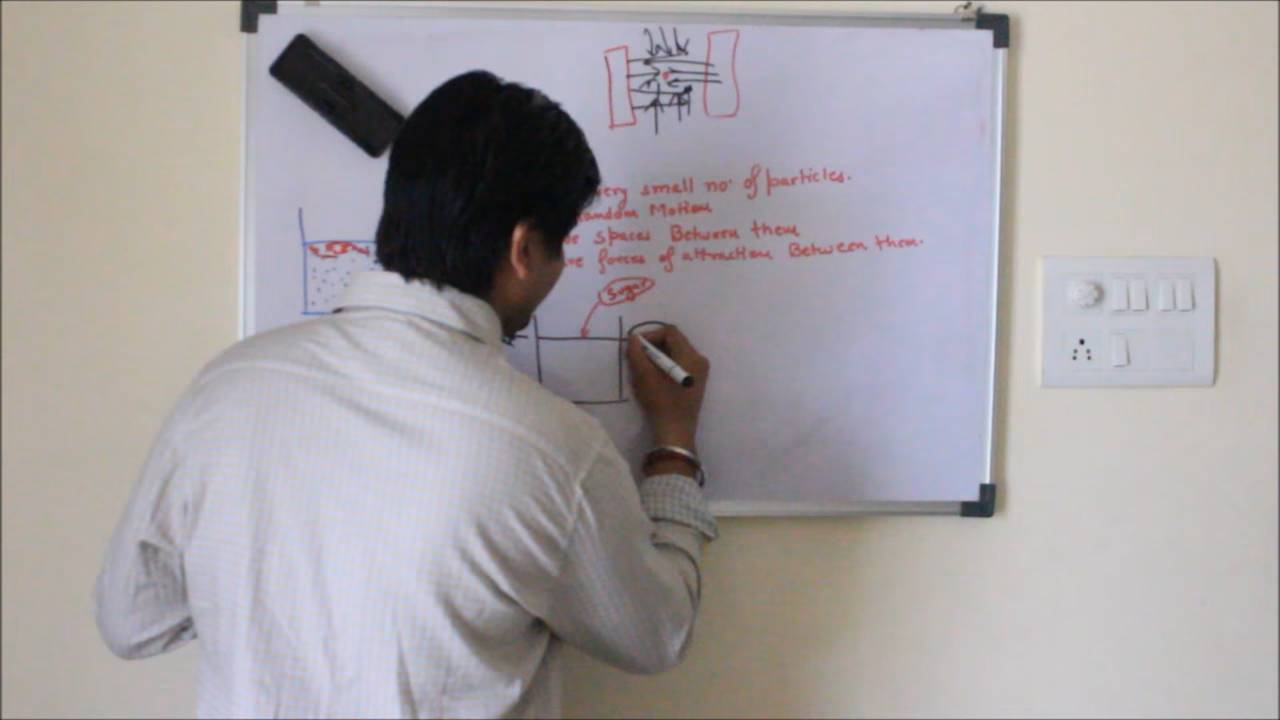 very small no. of particles.
Random Motion
spaces Between them
forces of attraction Between them.
Sugar